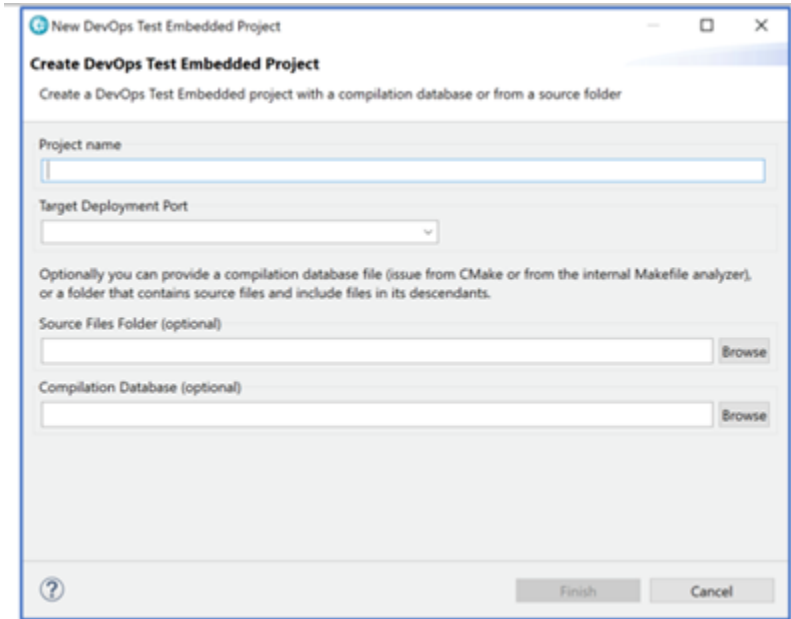 New DevOps Test Embedded Project
Create DevOps Test Embedded Project
Create a DevOps Test Embedded project with a compilation database or from a source folder
Project name
Target Deployment Port
Optionally you can provide a compilation database file (issue from CMake or from the internal Makefile analyzer),
or a folder that contains source files and include files in its descendants.
Source Files Folder (optional)
Browse
Compilation Database (optional)
Browse
?
Finish
Cancel